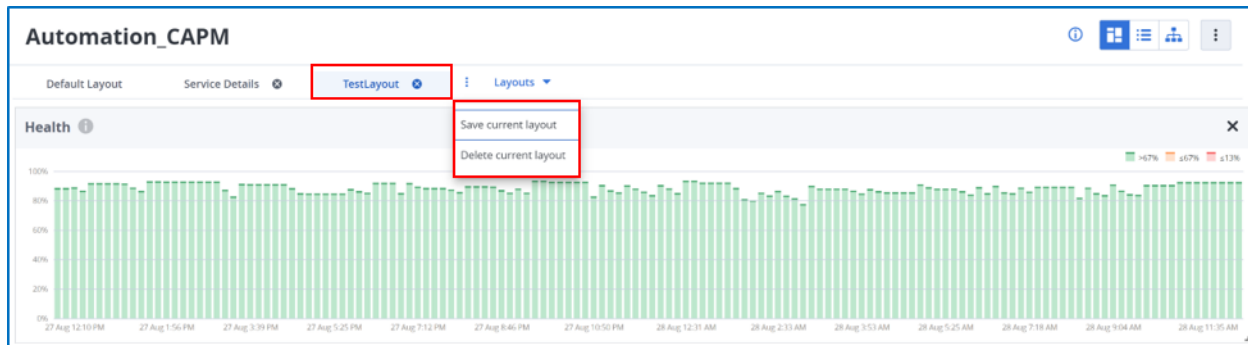 Automation_CAPM
Default Layout Service Details TestLayout Layouts
Save current layout
Delete current layout
Health
>67% ≤67% ≤13%
100%
80%
60%
40%
20%
0%
27 Aug 12:10 PM 27 Aug 1:56 PM 27 Aug 3:39 PM 27 Aug 5:25 PM 27 Aug 7:12 PM 27 Aug 8:46 PM 27 Aug 10:50 PM 28 Aug 12:31 AM 28 Aug 2:33 AM 28 Aug 3:53 AM 28 Aug 5:25 AM 28 Aug 7:18 AM 28 Aug 9:04 AM 28 Aug 11:35 AM